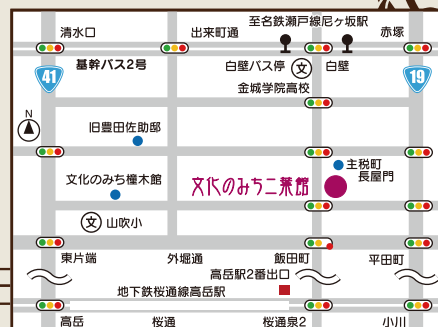 至名鉄瀬戸線尼ヶ坂駅
清水口
出来町通
赤塚
基幹バス2号
白壁バス停
文
白壁
41
19
金城学院高校
N
旧豊田佐助邸
主税町
長屋門
文化のみち橦木館
文化のみち二葉館
文
山吹小
東片端
外堀通
飯田町
平田町
高岳駅2番出口
地下鉄桜通線高岳駅
高岳
桜通
桜通泉2
小川